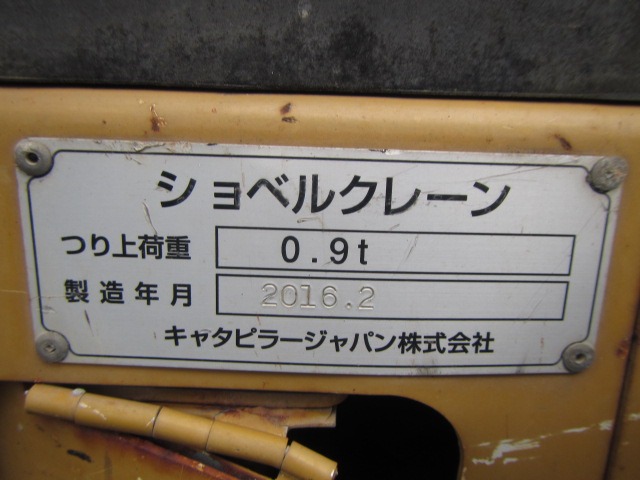 ショベルクレーン
つり上荷重 0.9t
製造年月 2016.2
キャタピラージャパン株式会社